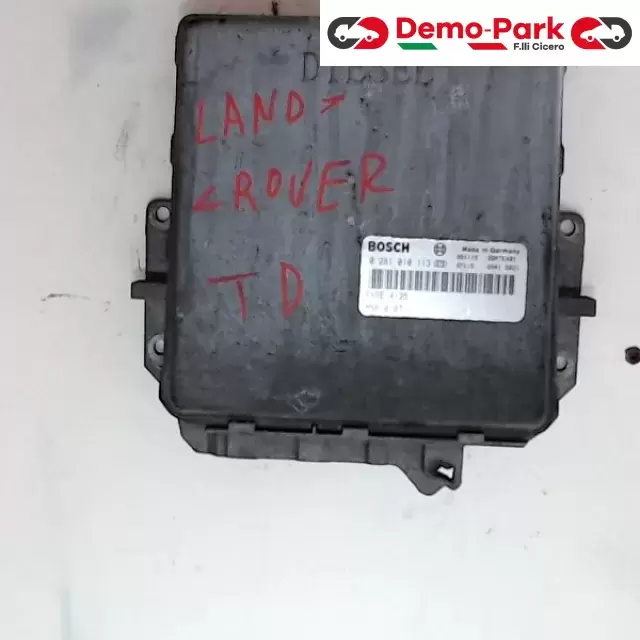 Demo-Park
F.lli Cicero
DIESEL
LAND
ROVER
TD
BOSCH
Made in Germany
0 281 010 113